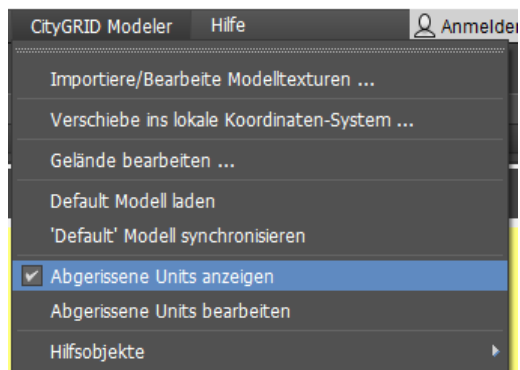 CityGRID Modeler Hilfe Anmelden
Importiere/Bearbeite Modelltexturen ...
Verschiebe ins lokale Koordinaten-System ...
Gelände bearbeiten ...
Default Modell laden
'Default' Modell synchronisieren
Abgerissene Units anzeigen
Abgerissene Units bearbeiten
Hilfsobjekte